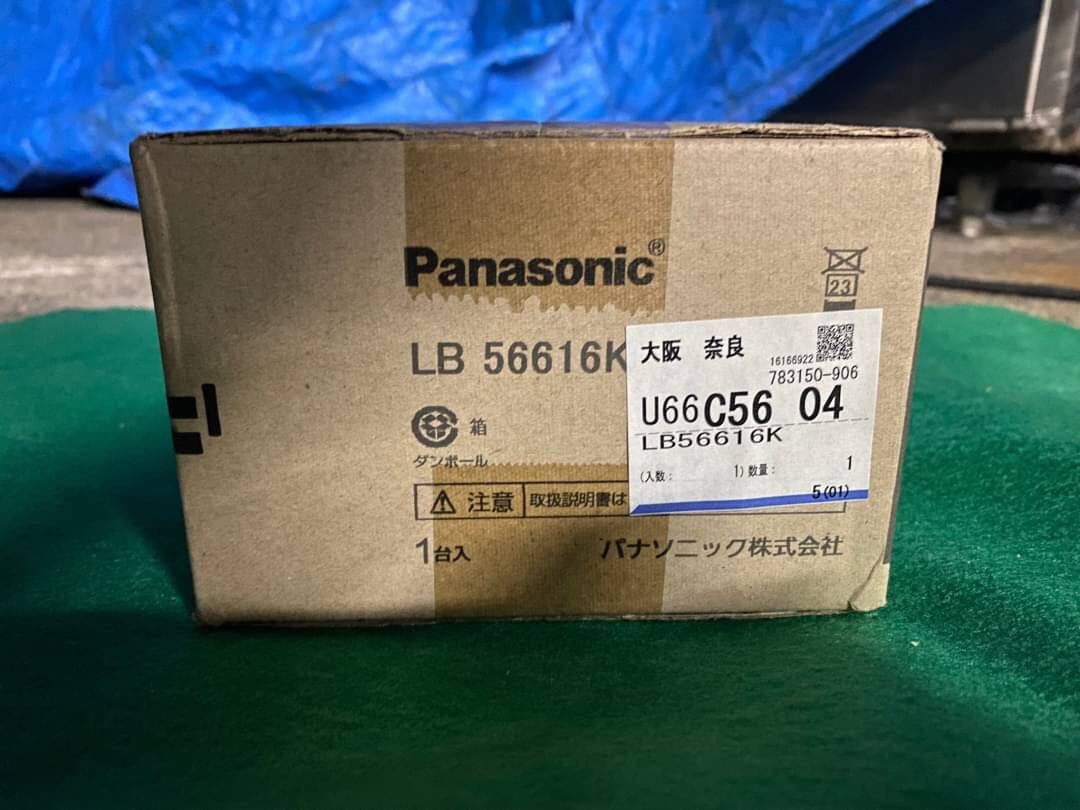 Panasonic®
LB 56616K
箱
ダンボール
注意 取扱説明書は
1台入
パナソニック株式会社
23
大阪 奈良
16166922
783150-906
U66 C56 04
LB56616K
(入数: 1) 数量: 1
5(01)